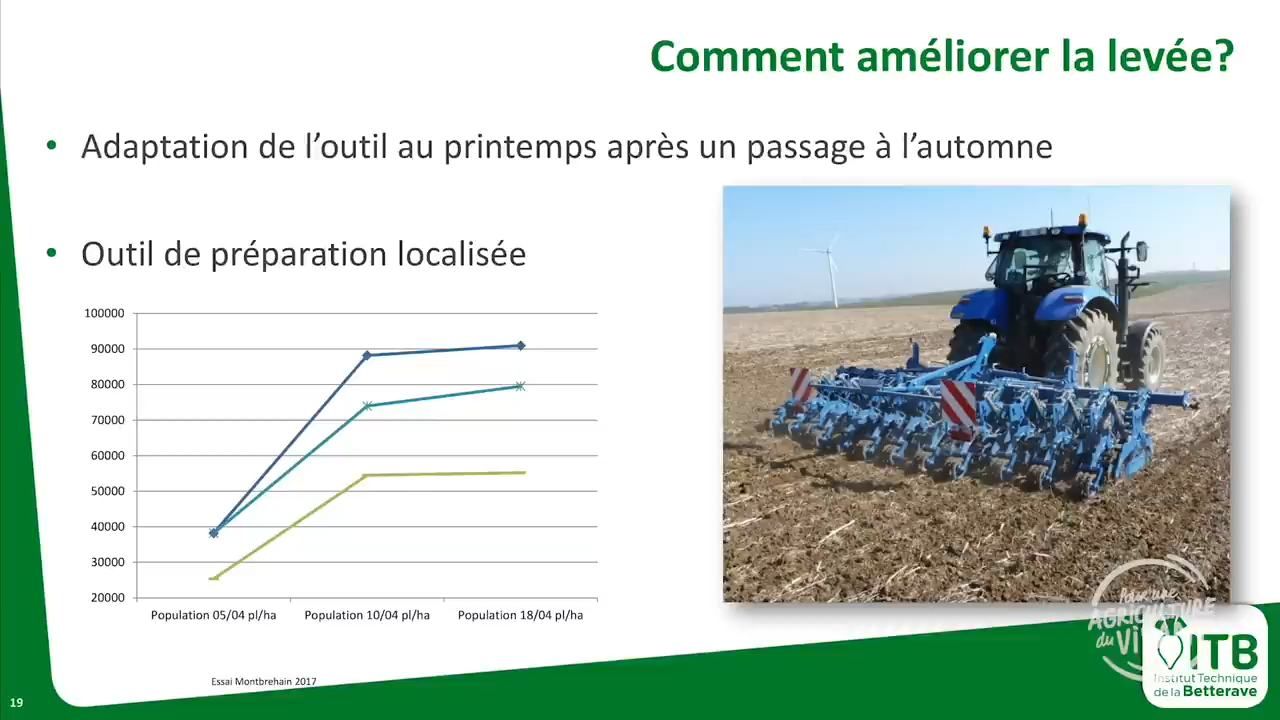 Comment améliorer la levée?
• Adaptation de l’outil au printemps après un passage à l’automne
• Outil de préparation localisée
100000
90000
80000
70000
60000
50000
40000
30000
20000
Population 05/04 pl/ha
Population 10/04 pl/ha
Population 18/04 pl/ha
Essai Montbrehain 2017
19
Pour une
AGRICULTURE
du VIVANT
ITB
Institut Technique
de la Betterave